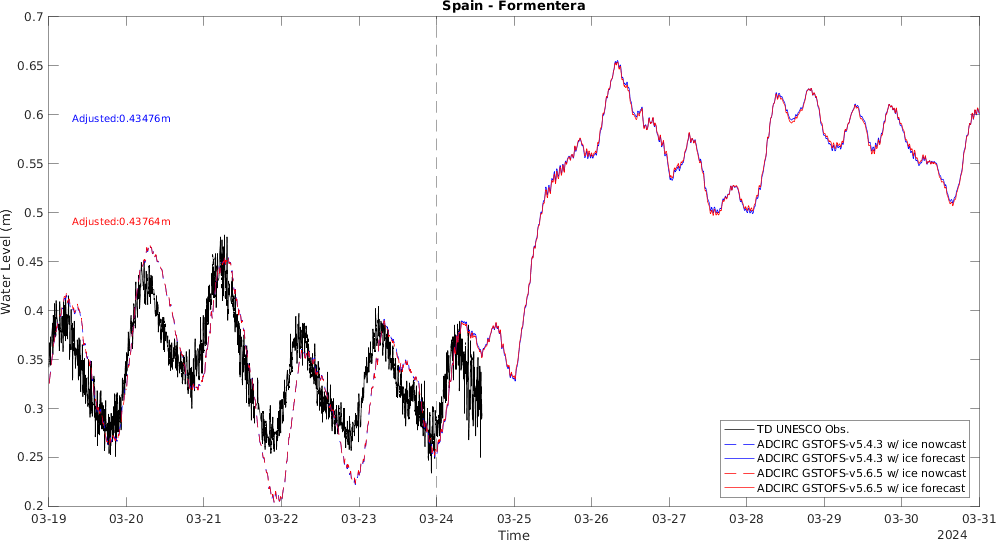 Spain - Formentera
0.7
0.65
0.6
0.55
0.5
0.45
0.4
0.35
0.3
0.25
0.2
Water Level (m)
Adjusted:0.43476m
Adjusted:0.43764m
TD UNESCO Obs.
ADCIRC GSTOFS-v5.4.3 w/ ice nowcast
ADCIRC GSTOFS-v5.4.3 w/ ice forecast
ADCIRC GSTOFS-v5.6.5 w/ ice nowcast
ADCIRC GSTOFS-v5.6.5 w/ ice forecast
03-19 03-20 03-21 03-22 03-23 03-24 03-25 03-26 03-27 03-28 03-29 03-30 03-31
Time
2024